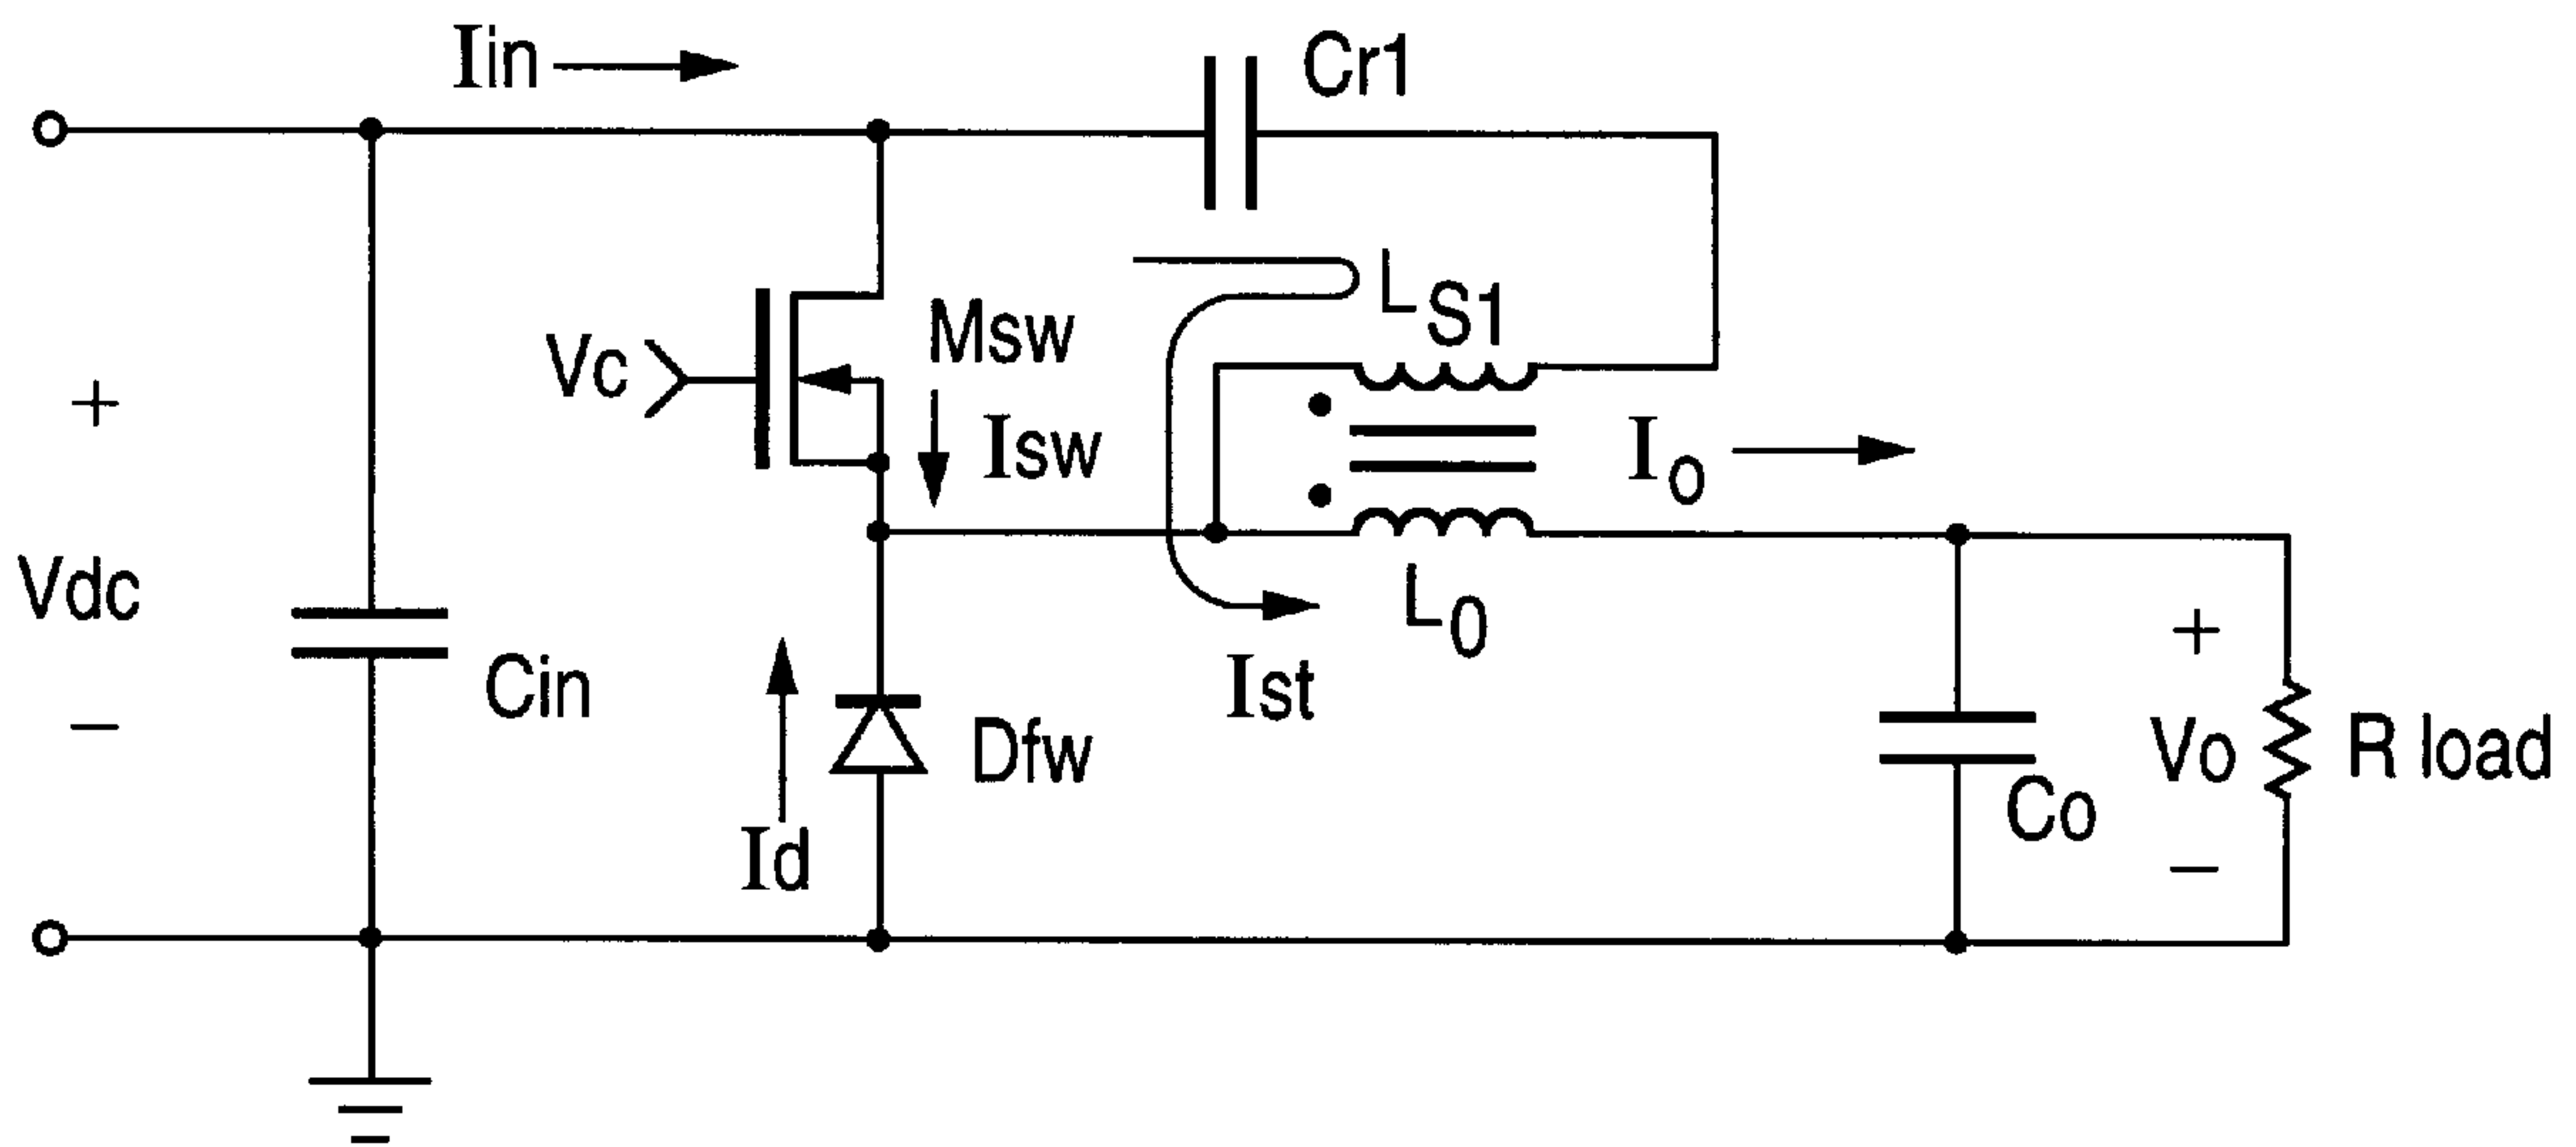 Iin
Cr1
LS1
Msw
Vc
Isw
Io
+
Vdc
−
Cin
L0
Ist
Dfw
Id
+
Vo
−
R load
Co